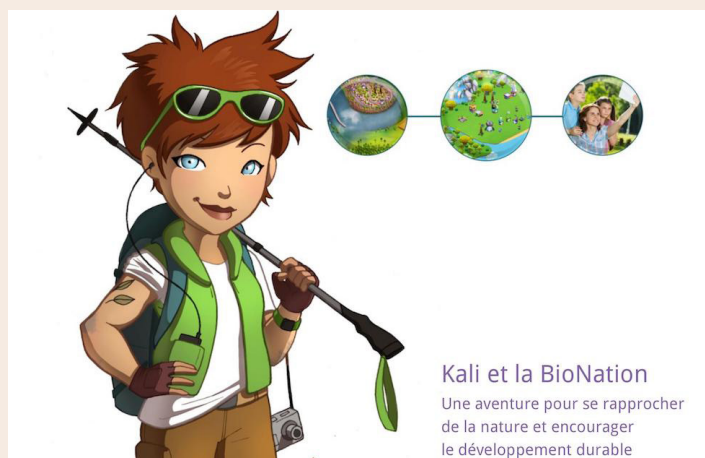 Kali et la BioNation
Une aventure pour se rapprocher
de la nature et encourager
le développement durable